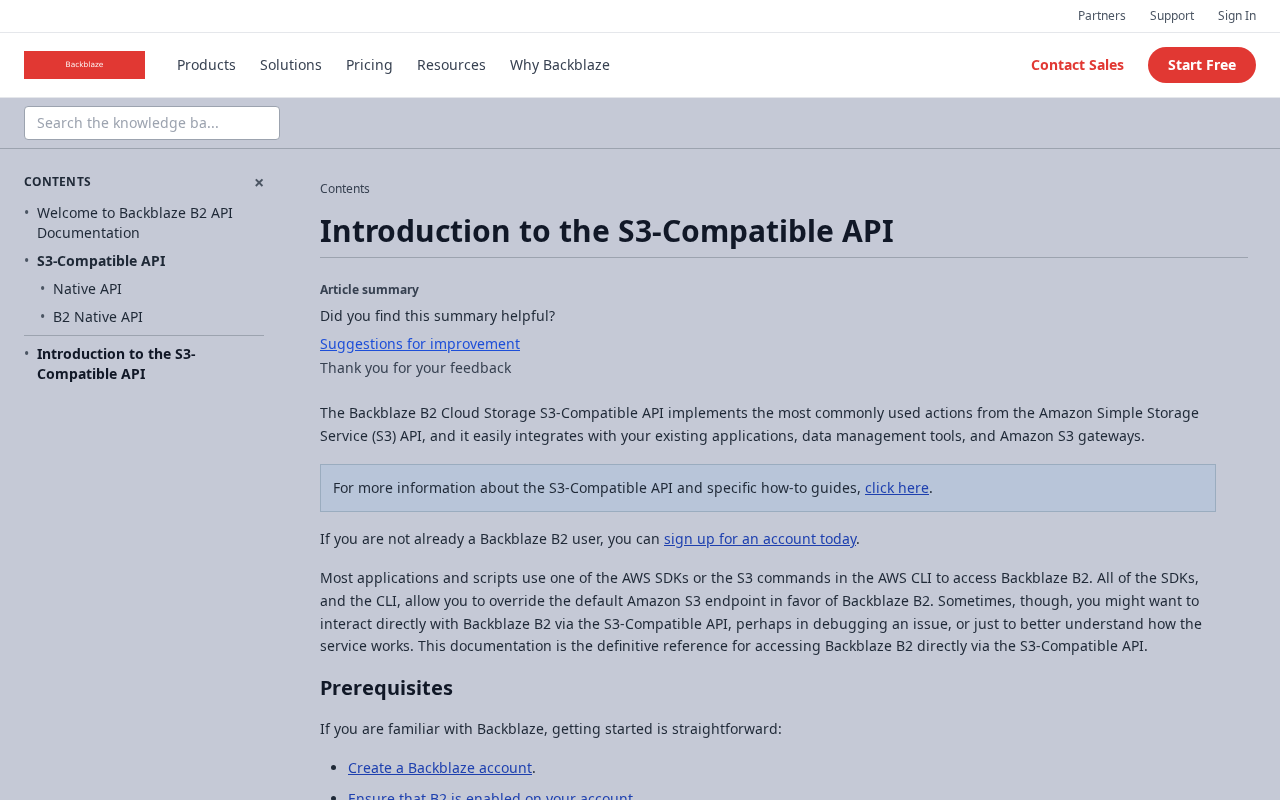 Partners Support Sign In
Backblaze Products Solutions Pricing Resources Why Backblaze Contact Sales Start Free
Search the knowledge ba...
CONTENTS ×
• Welcome to Backblaze B2 API
Documentation
• S3-Compatible API
• Native API
• B2 Native API
• Introduction to the S3-
Compatible API
Contents
Introduction to the S3-Compatible API
Article summary
Did you find this summary helpful?
Suggestions for improvement
Thank you for your feedback
The Backblaze B2 Cloud Storage S3-Compatible API implements the most commonly used actions from the Amazon Simple Storage
Service (S3) API, and it easily integrates with your existing applications, data management tools, and Amazon S3 gateways.
For more information about the S3-Compatible API and specific how-to guides, click here.
If you are not already a Backblaze B2 user, you can sign up for an account today.
Most applications and scripts use one of the AWS SDKs or the S3 commands in the AWS CLI to access Backblaze B2. All of the SDKs,
and the CLI, allow you to override the default Amazon S3 endpoint in favor of Backblaze B2. Sometimes, though, you might want to
interact directly with Backblaze B2 via the S3-Compatible API, perhaps in debugging an issue, or just to better understand how the
service works. This documentation is the definitive reference for accessing Backblaze B2 directly via the S3-Compatible API.
Prerequisites
If you are familiar with Backblaze, getting started is straightforward:
• Create a Backblaze account.
• Ensure that B2 is enabled on your account.